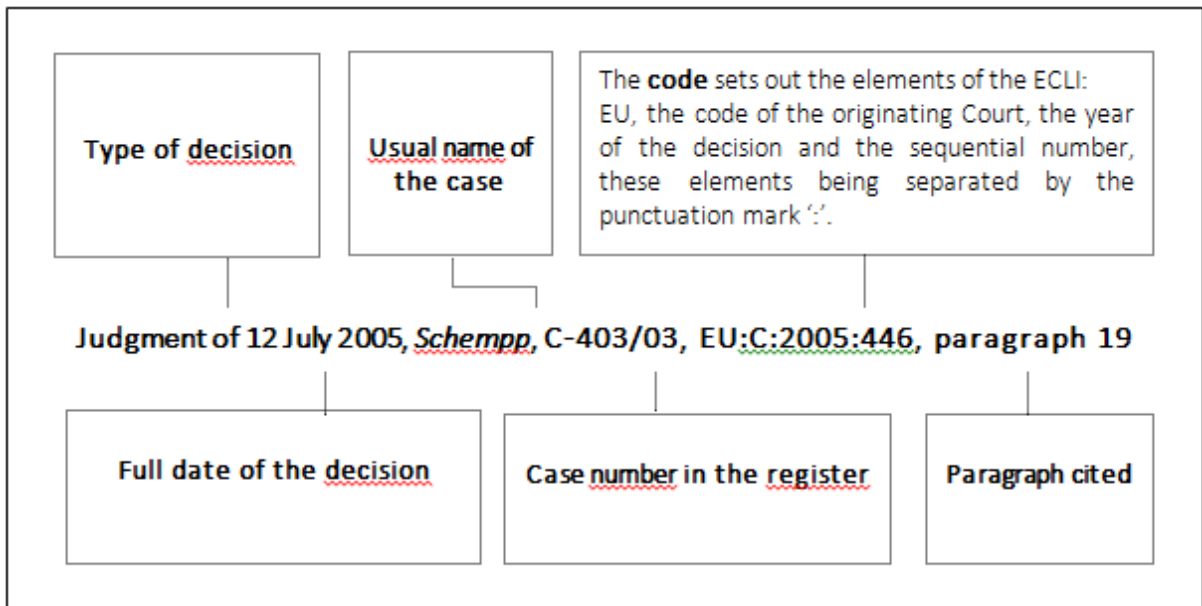 Type of decision
Usual name of
the case
The code sets out the elements of the ECLI:
EU, the code of the originating Court, the year
of the decision and the sequential number,
these elements being separated by the
punctuation mark ‘:’.
Judgment of 12 July 2005, Schempp, C-403/03, EU:C:2005:446, paragraph 19
Full date of the decision
Case number in the register
Paragraph cited